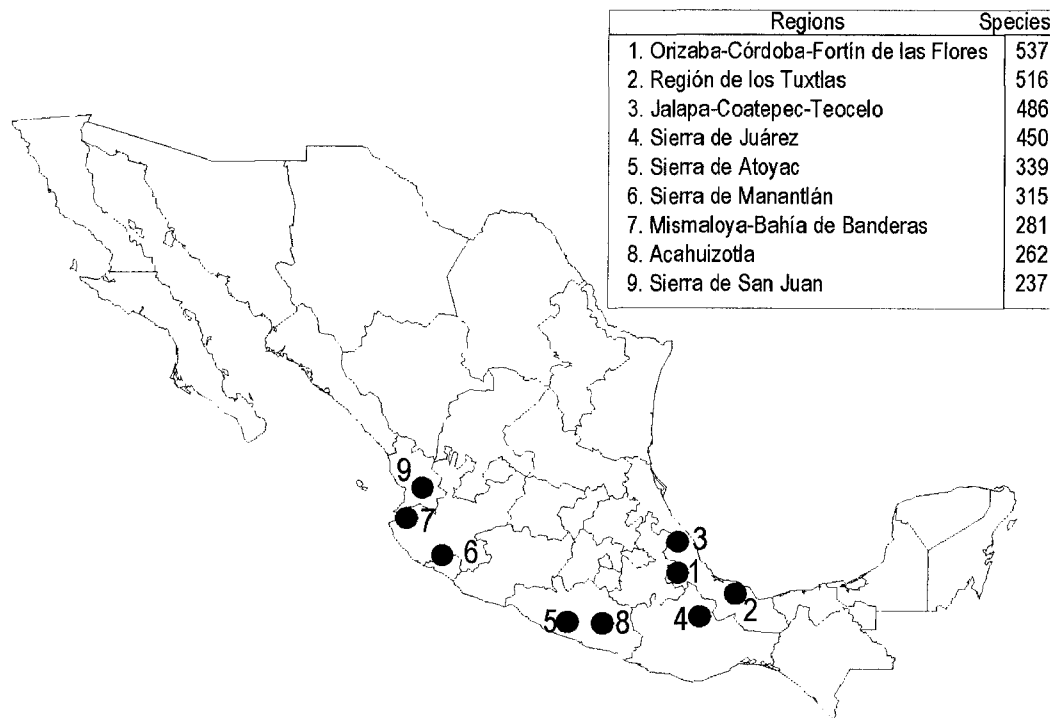 Regions Species
1. Orizaba-Córdoba-Fortín de las Flores 537
2. Región de los Tuxtlas 516
3. Jalapa-Coatepec-Teocelo 486
4. Sierra de Juárez 450
5. Sierra de Atoyac 339
6. Sierra de Manantlán 315
7. Mismaloya-Bahía de Banderas 281
8. Acahuizotla 262
9. Sierra de San Juan 237
9
7
6
3
1
2
5
8
4